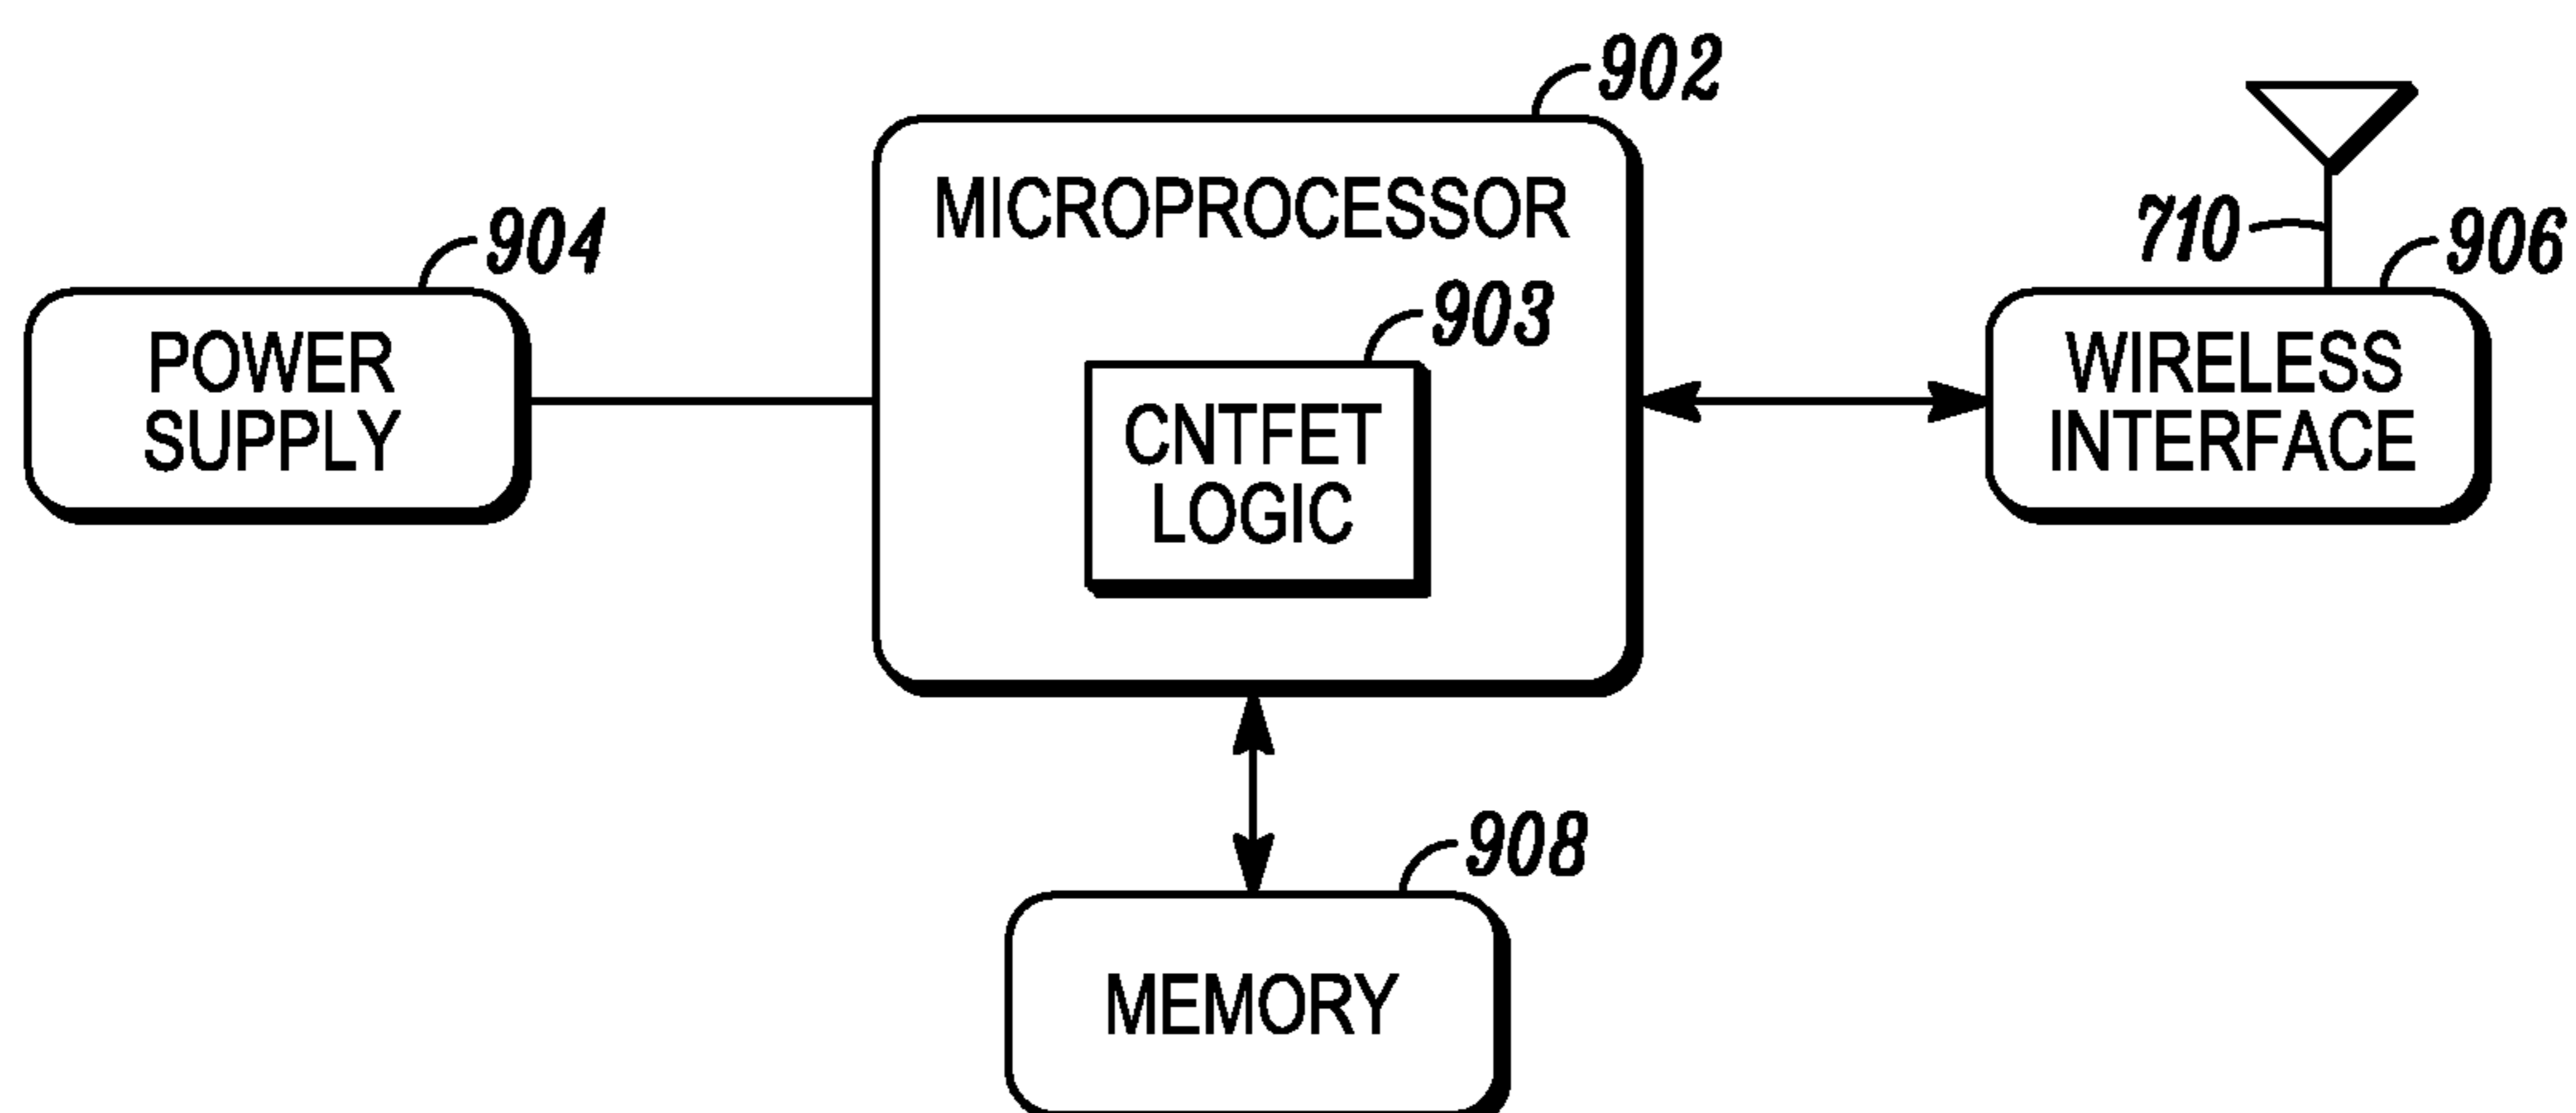 902
MICROPROCESSOR
904
710
906
903
POWER
SUPPLY
WIRELESS
INTERFACE
CNTFET
LOGIC
908
MEMORY